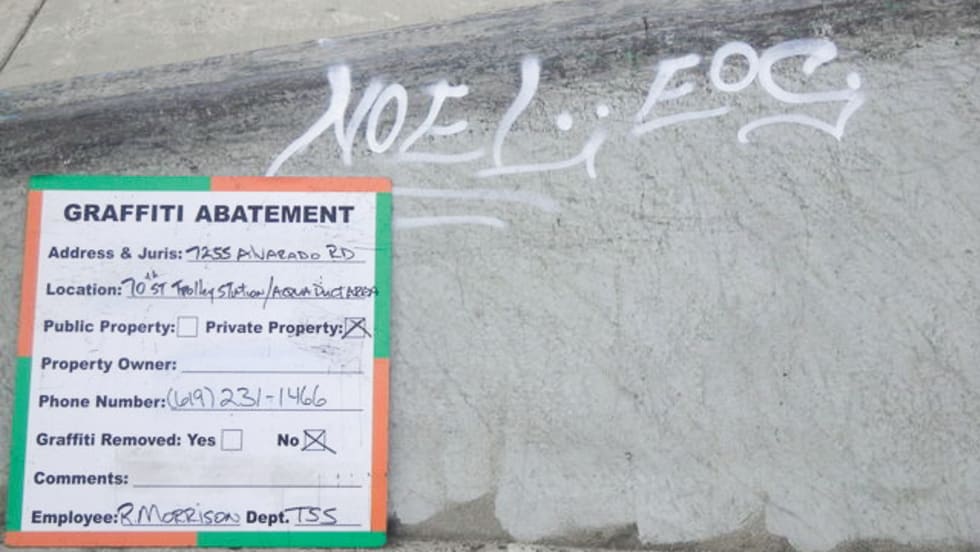 NOEL; EOG
GRAFFITI ABATEMENT
Address & Juris: 7255 ALVARADO RD
Location: 70th ST Trolley Station/AQUA DUCT AREA
Public Property: Private Property:
Property Owner:
Phone Number: (619) 231-1466
Graffiti Removed: Yes No
Comments:
Employee: R. MORRISON Dept. TSS